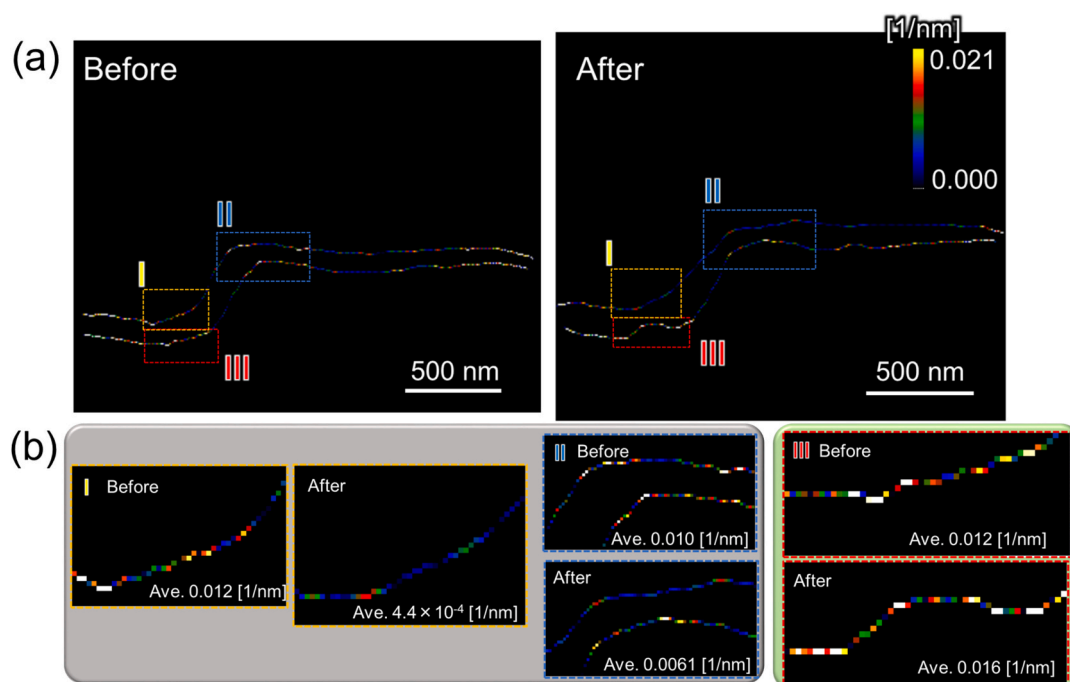 (a)
Before
After
[1/nm]
0.021
0.000
I
II
III
500 nm
I
II
III
500 nm
(b)
I Before
Ave. 0.012 [1/nm]
After
Ave. 4.4 × 10⁻⁴ [1/nm]
II Before
Ave. 0.010 [1/nm]
After
Ave. 0.0061 [1/nm]
III Before
Ave. 0.012 [1/nm]
After
Ave. 0.016 [1/nm]